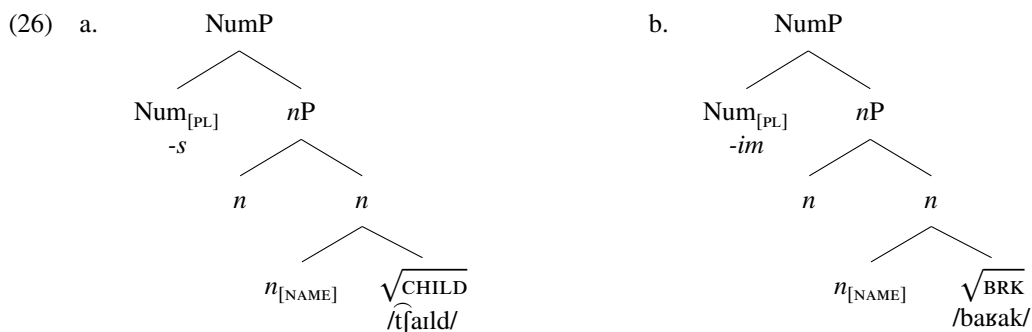 (26) a. NumP b. NumP
Num[PL] nP Num[PL] nP
-s -im
n n n n
n[NAME] √CHILD n[NAME] √BRK
/t͡ʃaɪld/ /baʁak/